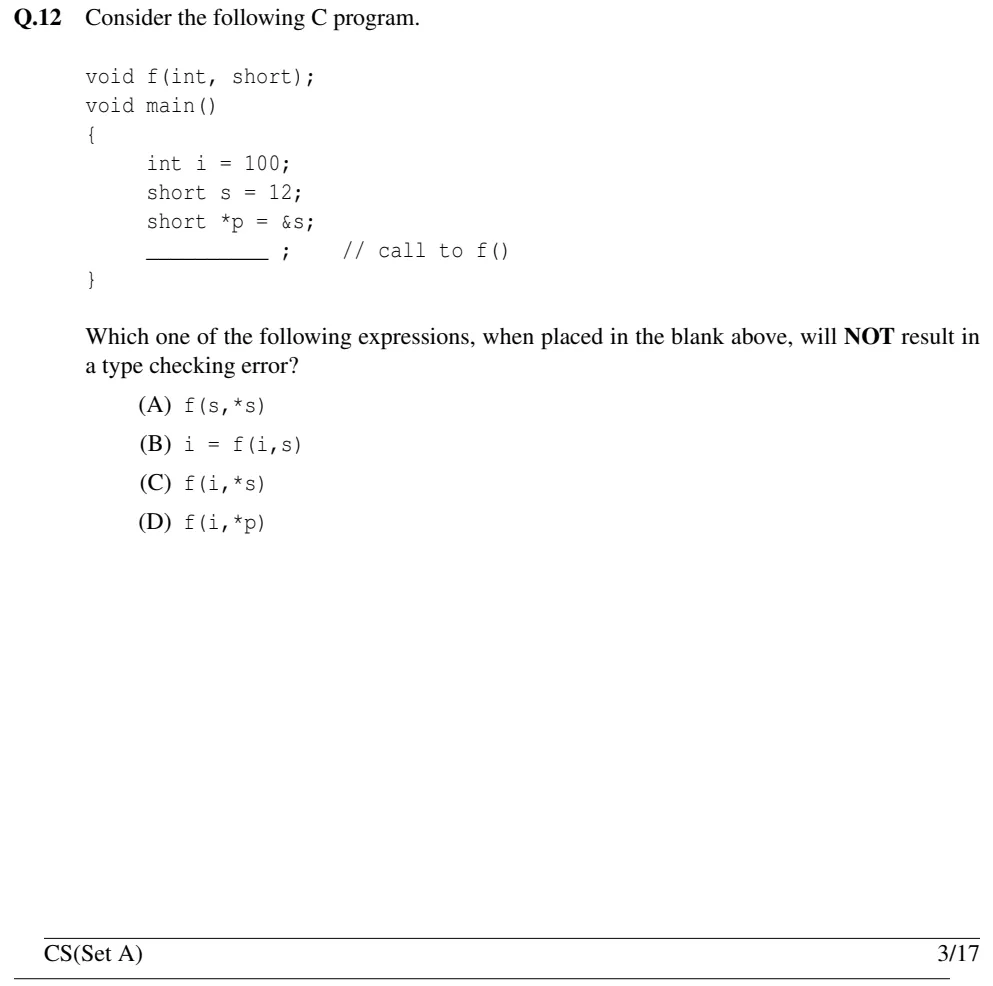 Q.12 Consider the following C program.
void f(int, short);
void main()
{
int i = 100;
short s = 12;
short *p = &s;
__________ ; // call to f()
}
Which one of the following expressions, when placed in the blank above, will NOT result in
a type checking error?
(A) f(s,*s)
(B) i = f(i,s)
(C) f(i,*s)
(D) f(i,*p)
CS(Set A) 3/17